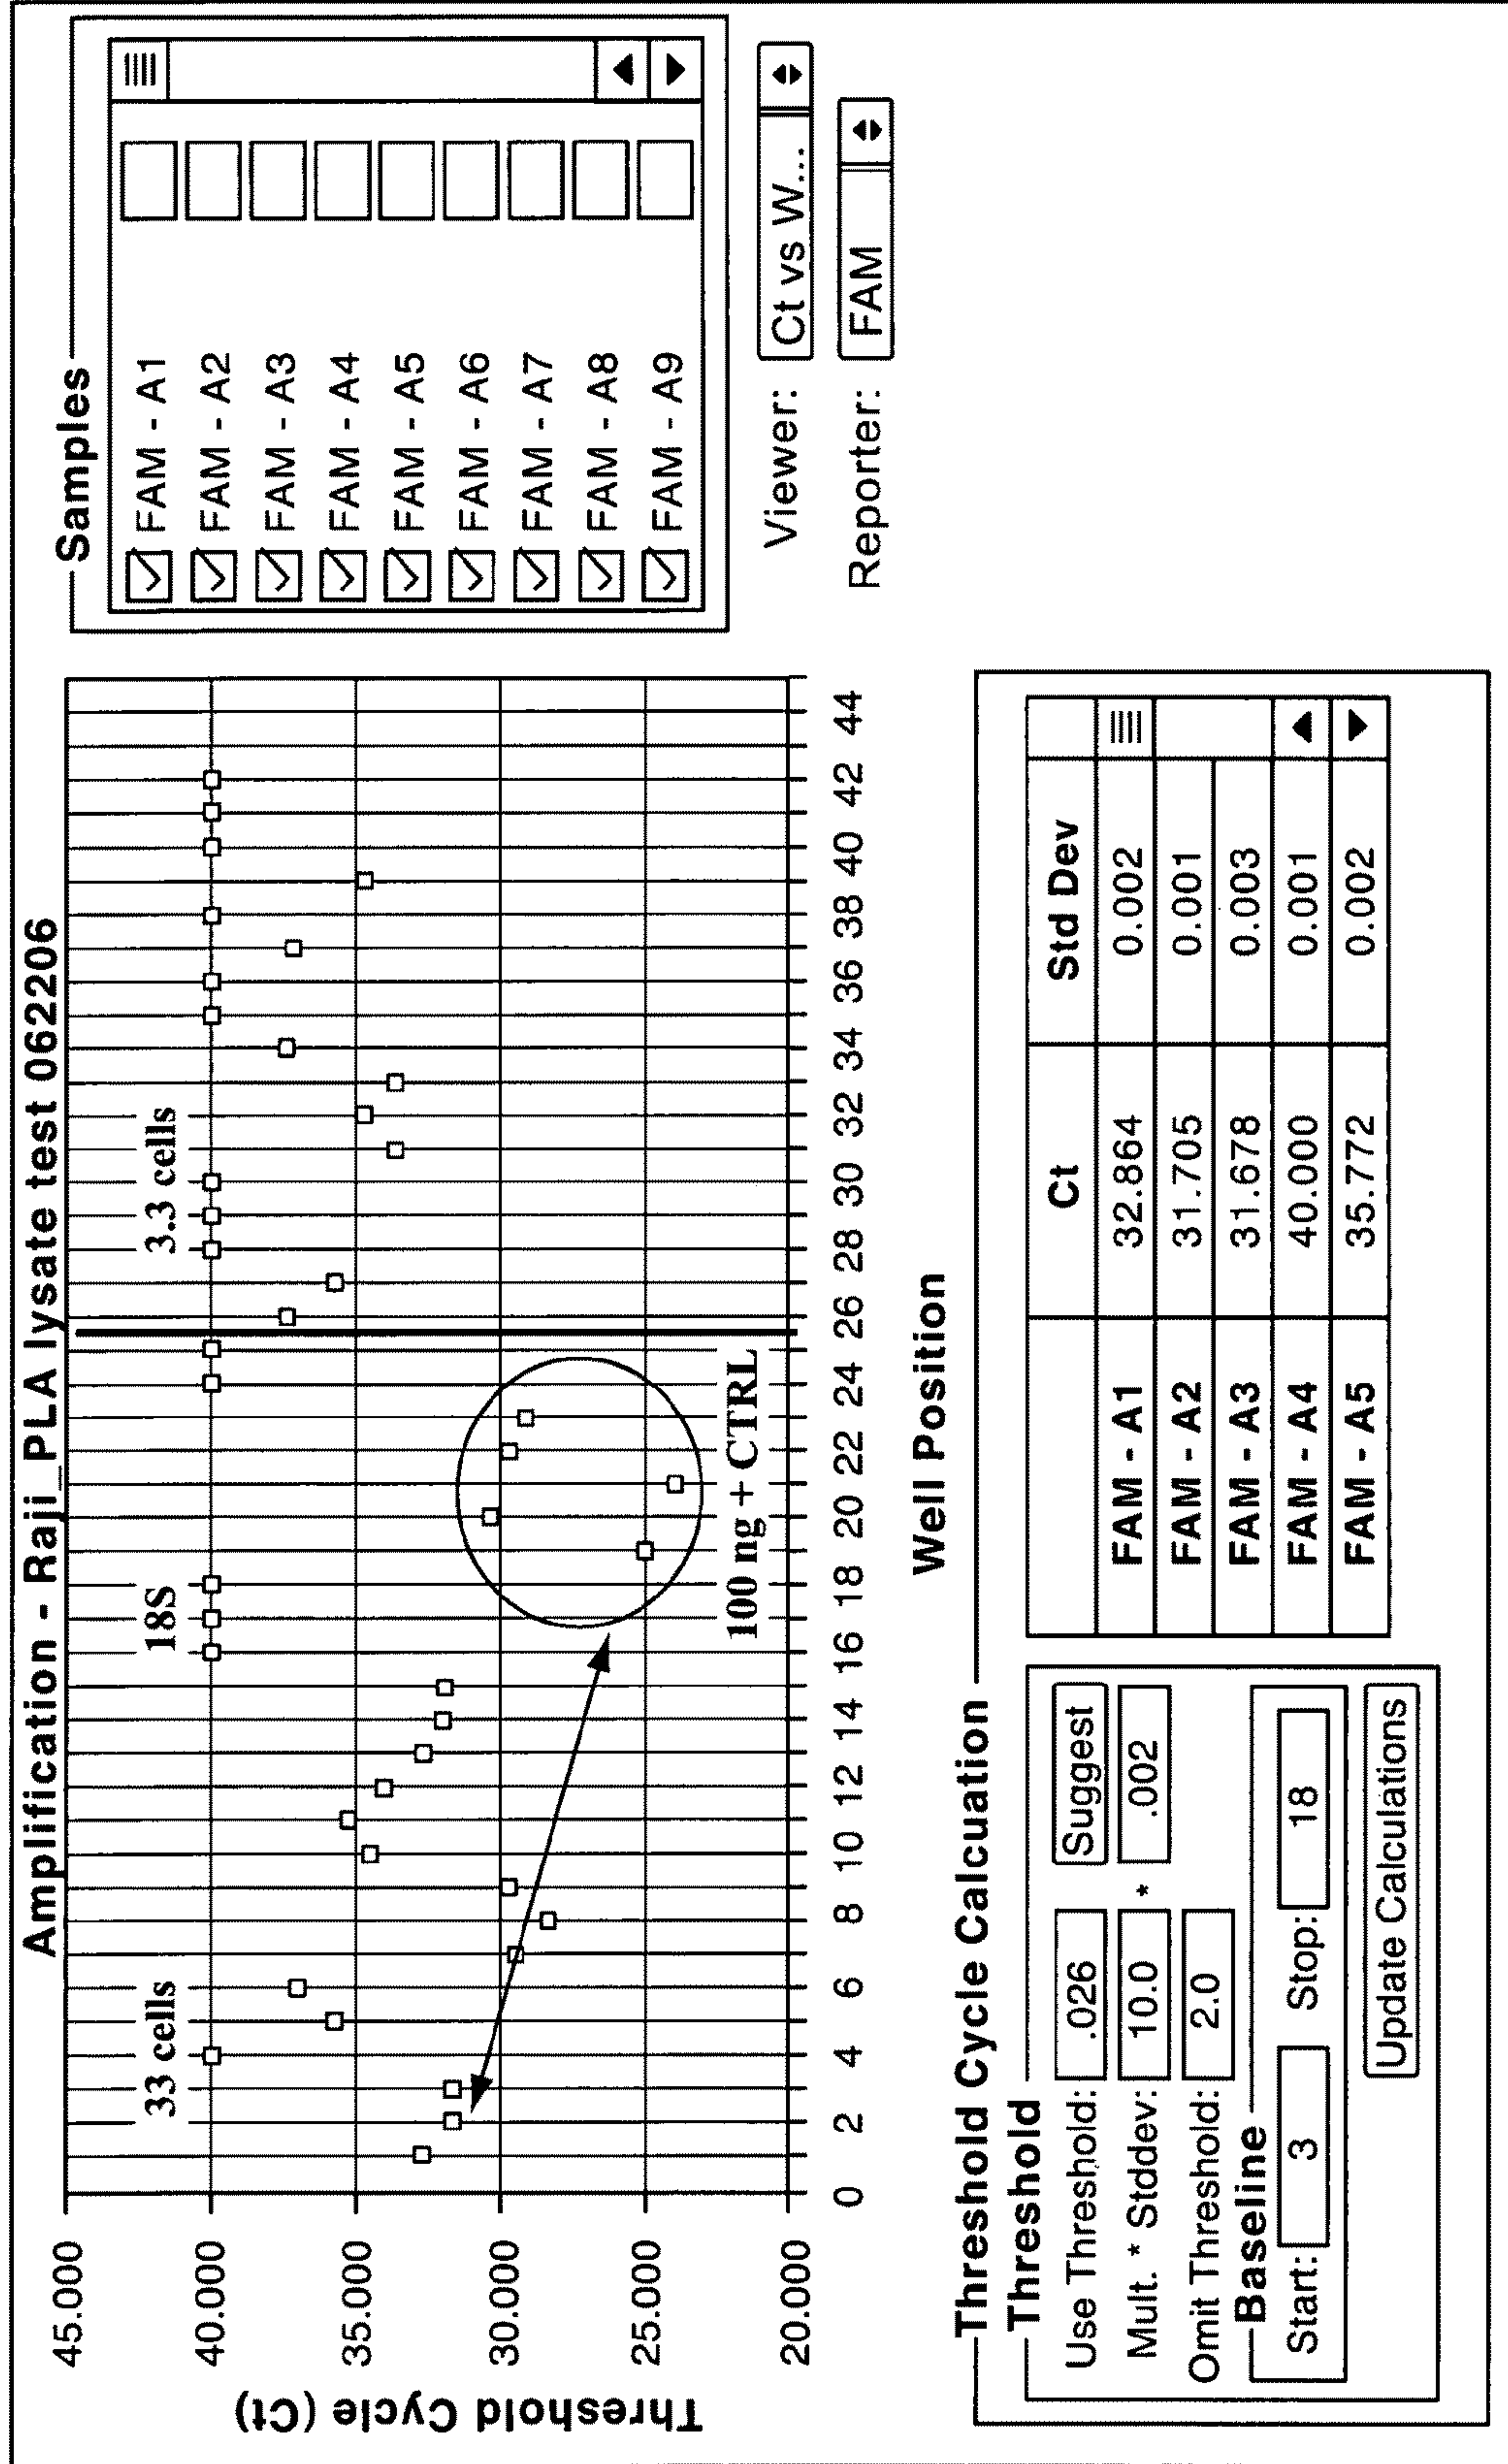 Amplification - Raji_PLA lysate test 062206
Threshold Cycle (Ct)
45.000
40.000
35.000
30.000
25.000
20.000
33 cells
18S
3.3 cells
100 ng + CTRL
0 2 4 6 8 10 12 14 16 18 20 22 24 26 28 30 32 34 36 38 40 42 44
Well Position
Samples
FAM - A1
FAM - A2
FAM - A3
FAM - A4
FAM - A5
FAM - A6
FAM - A7
FAM - A8
FAM - A9
Viewer: Ct vs W...
Reporter: FAM
Threshold Cycle Calcuation
Threshold
Use Threshold: .026 Suggest
Mult. * Stddev: 10.0 * .002
Omit Threshold: 2.0
Baseline
Start: 3 Stop: 18
Update Calculations
Ct Std Dev
FAM - A1 32.864 0.002
FAM - A2 31.705 0.001
FAM - A3 31.678 0.003
FAM - A4 40.000 0.001
FAM - A5 35.772 0.002